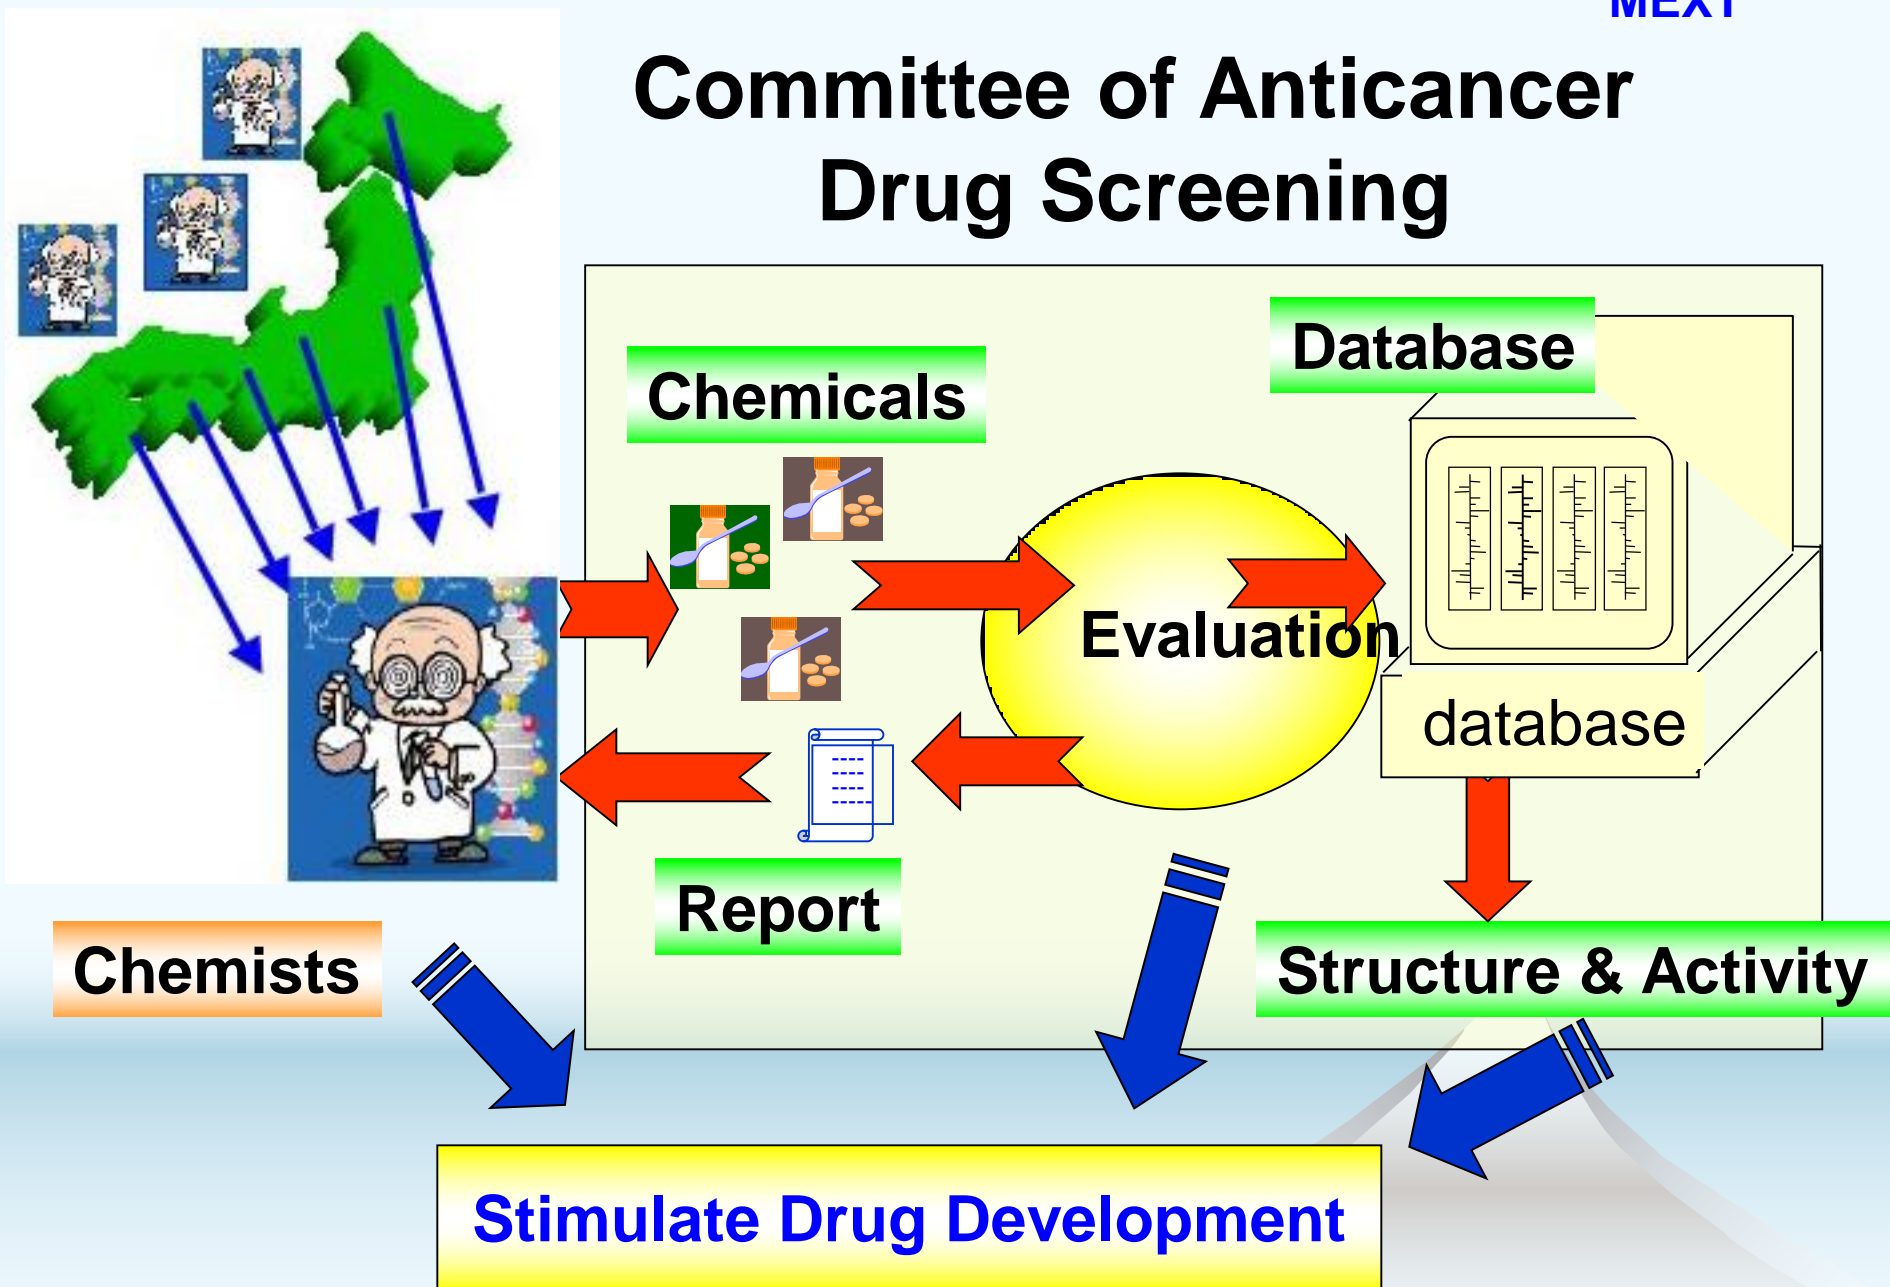 MEXT
Committee of Anticancer
Drug Screening
Database
Chemicals
Evaluation
database
Report
Chemists
Structure & Activity
Stimulate Drug Development